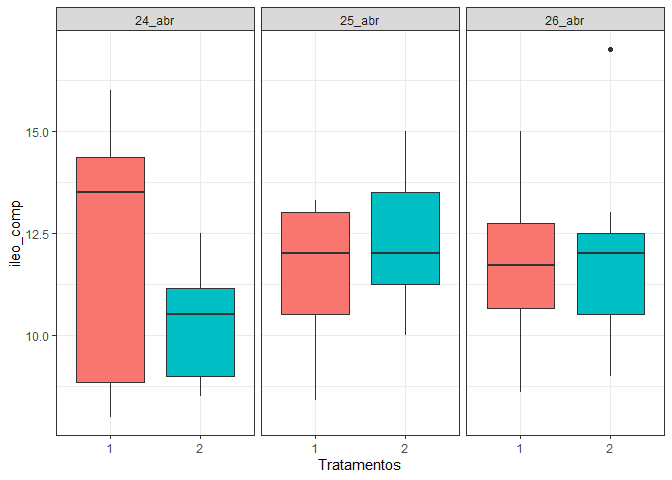 24_abr 25_abr 26_abr
ileo_comp
15.0
12.5
10.0
1 2 1 2 1 2
Tratamentos